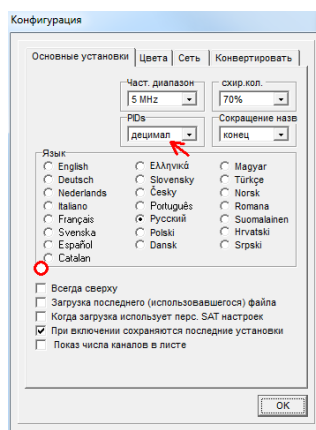 Конфигурация
Основные установки Цвета Сеть Конвертировать
Част. диапазон схир.кол.
5 MHz 70%
PIDs Сокращение назв
децимал конец
Язык
English Ελληνικά Magyar
Deutsch Slovensky Türkçe
Nederlands Česky Norsk
Italiano Português Romana
Français Русский Suomalainen
Svenska Polski Hrvatski
Español Dansk Srpski
Catalan
Всегда сверху
Загрузка последнего (использовавшегося) файла
Когда загрузка использует перс. SAT настроек
При включении сохраняются последние установки
Показ числа каналов в листе
OK